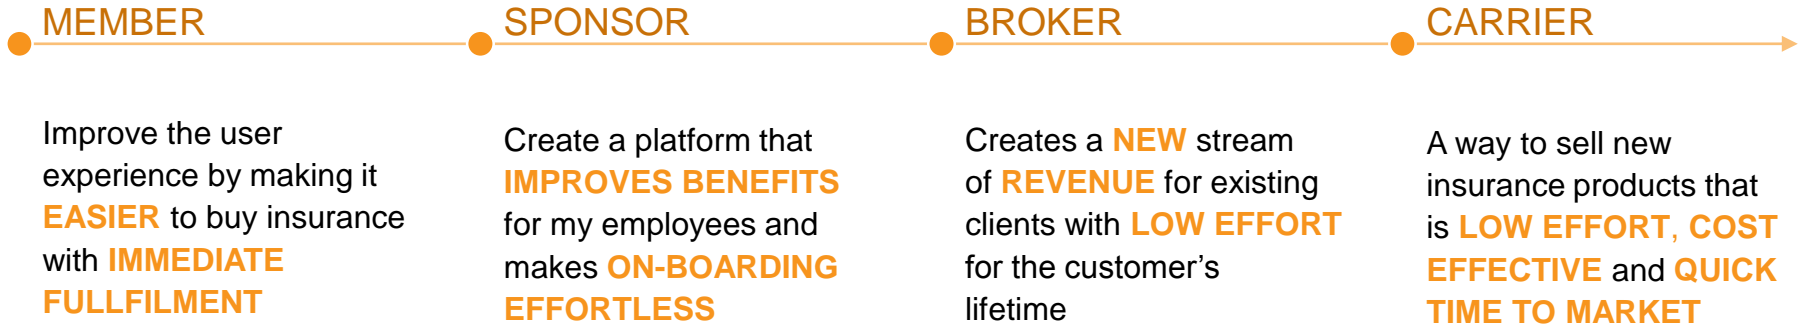 MEMBER
Improve the user
experience by making it
EASIER to buy insurance
with IMMEDIATE
FULLFILMENT
SPONSOR
Create a platform that
IMPROVES BENEFITS
for my employees and
makes ON-BOARDING
EFFORTLESS
BROKER
Creates a NEW stream
of REVENUE for existing
clients with LOW EFFORT
for the customer’s
lifetime
CARRIER
A way to sell new
insurance products that
is LOW EFFORT, COST
EFFECTIVE and QUICK
TIME TO MARKET